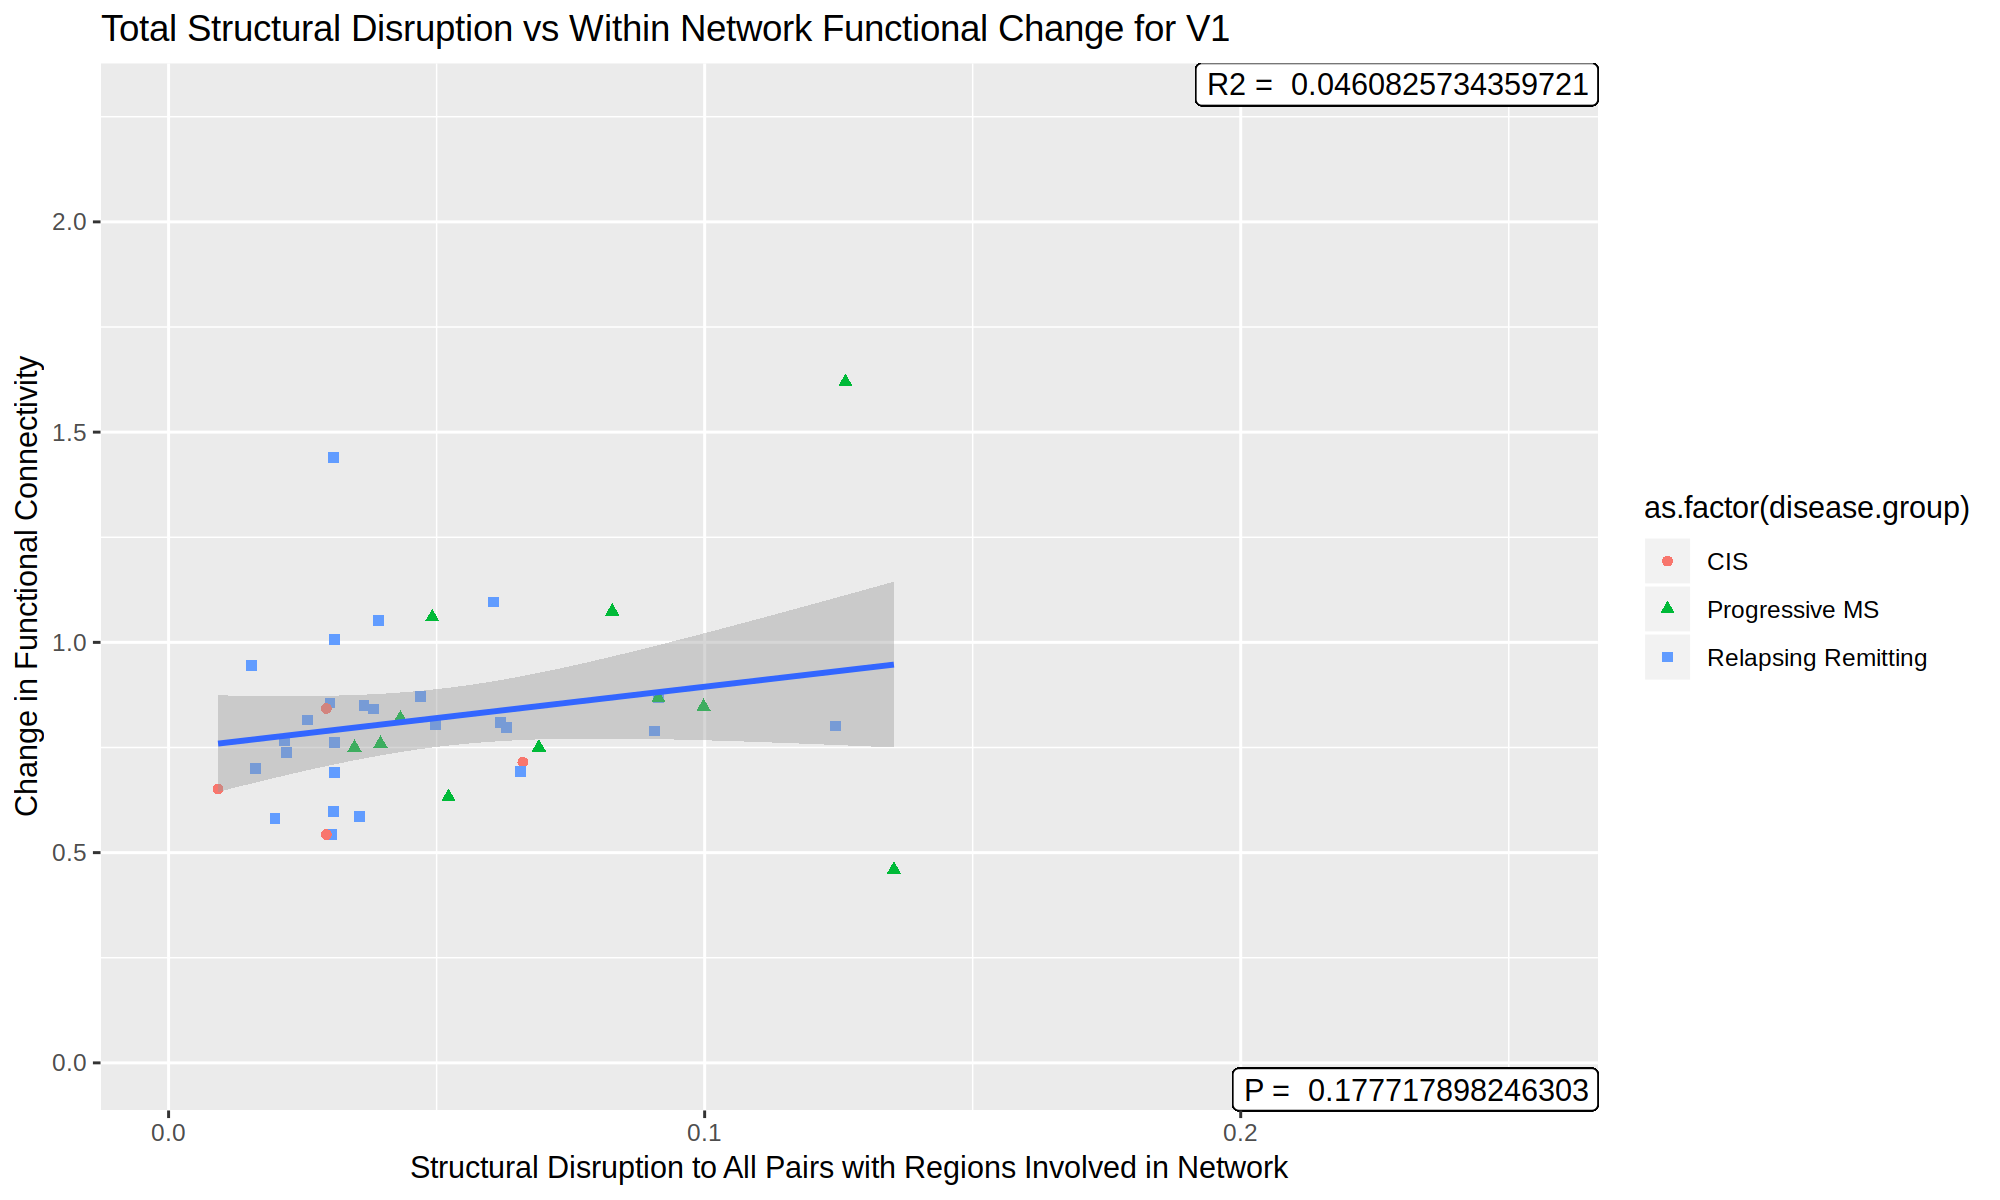 Total Structural Disruption vs Within Network Functional Change for V1
R2 =  0.0460825734359721
2.0
1.5
1.0
0.5
0.0
Change in Functional Connectivity
as.factor(disease.group)
CIS
Progressive MS
Relapsing Remitting
P =  0.177717898246303
0.0
0.1
0.2
Structural Disruption to All Pairs with Regions Involved in Network